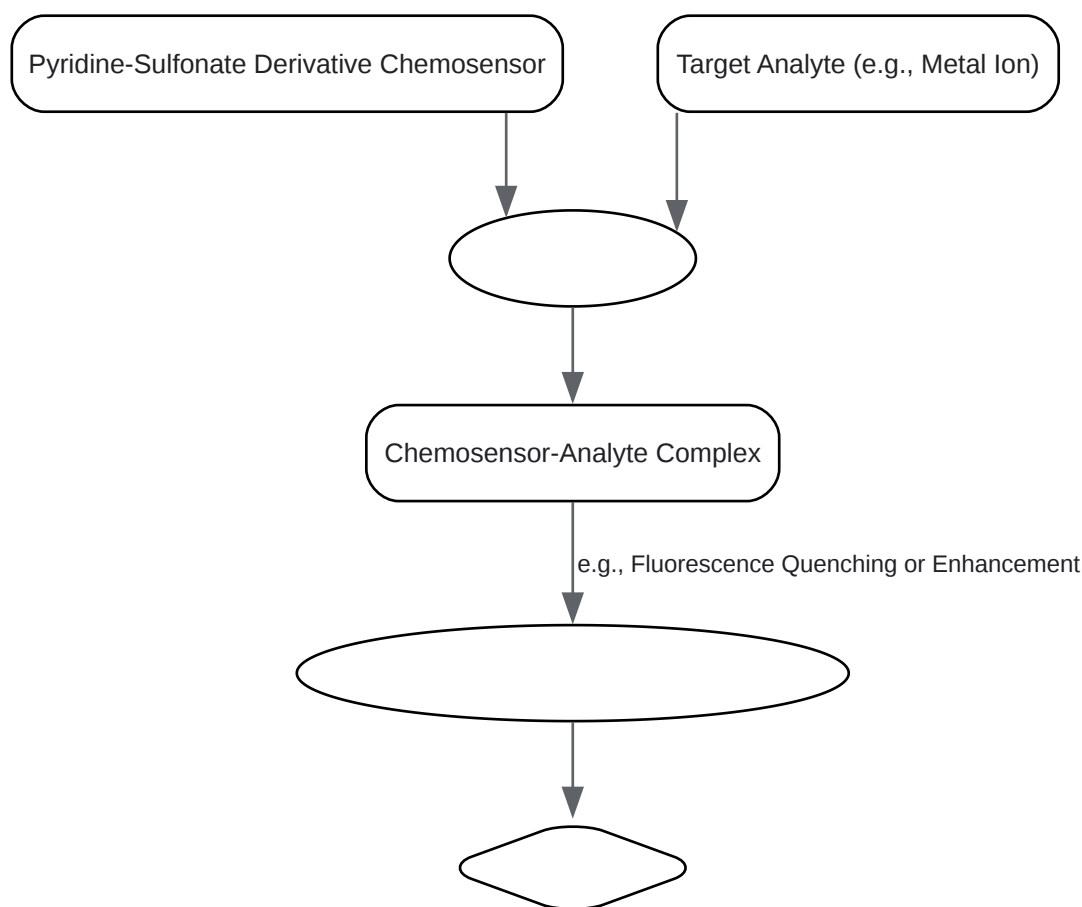 Pyridine-Sulfonate Derivative Chemosensor
Target Analyte (e.g., Metal Ion)
Chemosensor-Analyte Complex
e.g., Fluorescence Quenching or Enhancement